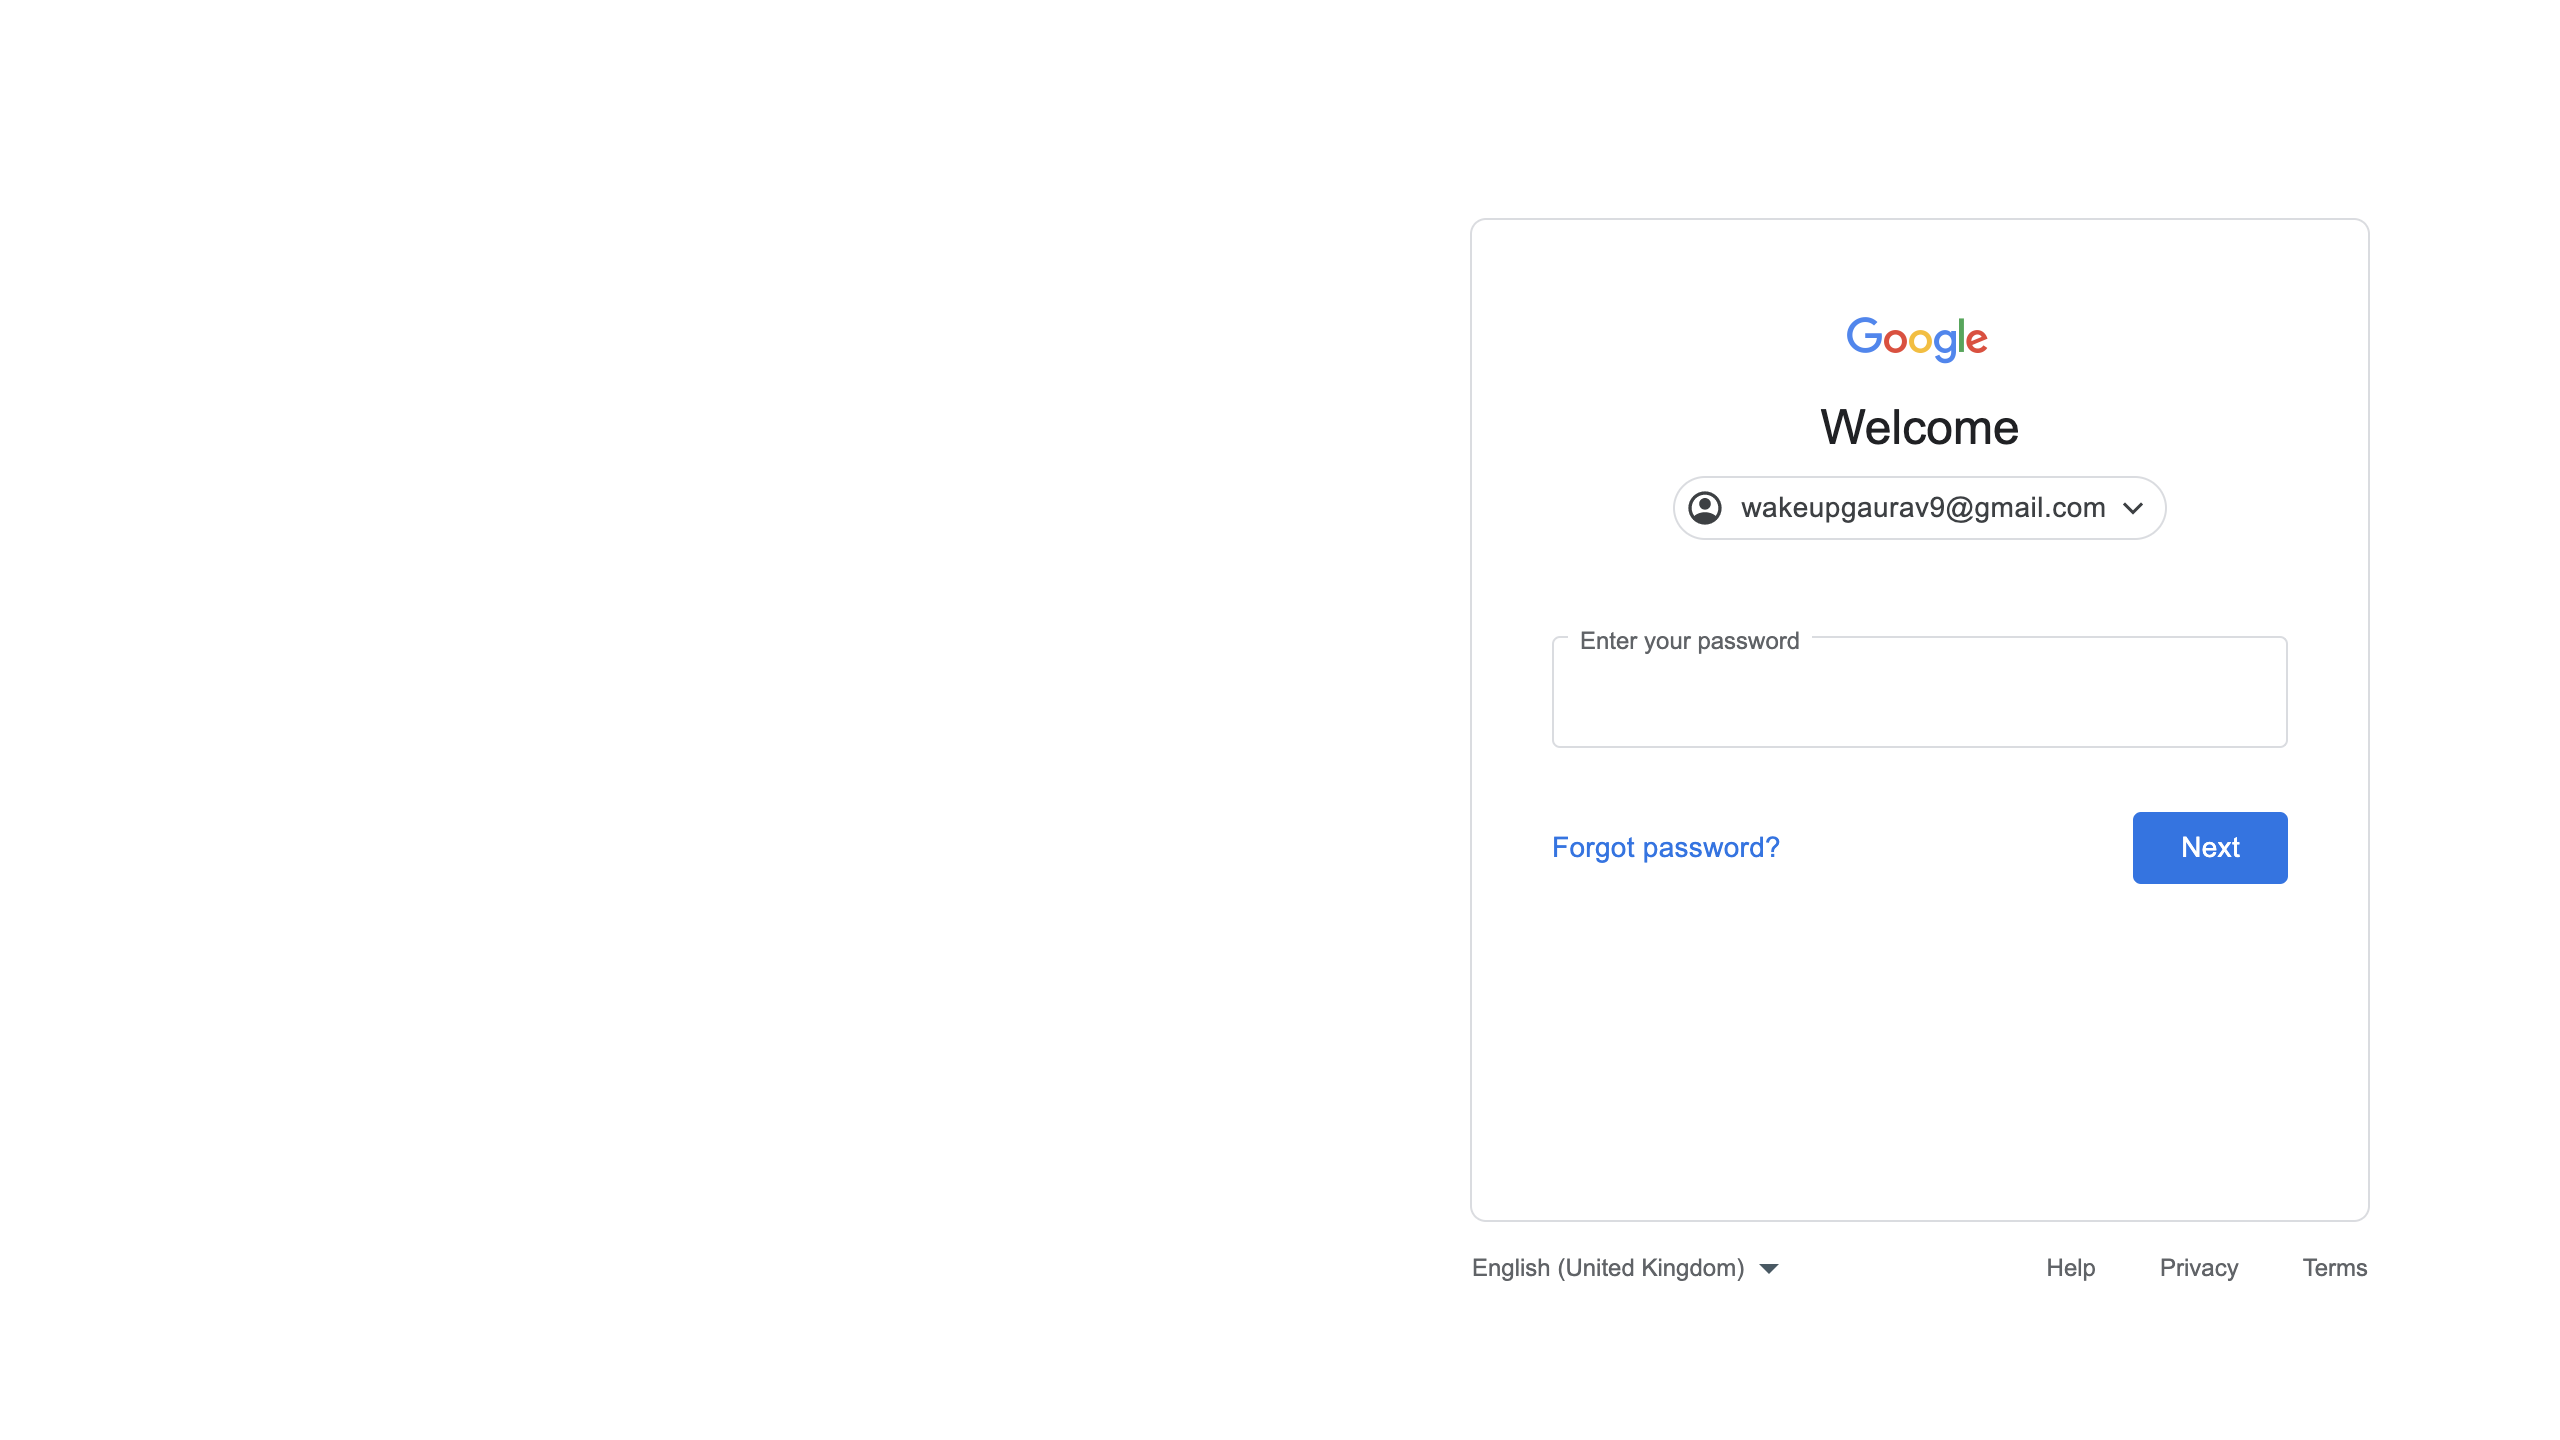 Google
Welcome
wakeupgaurav9@gmail.com
Enter your password
Forgot password?
Next
English (United Kingdom)
Help
Privacy
Terms